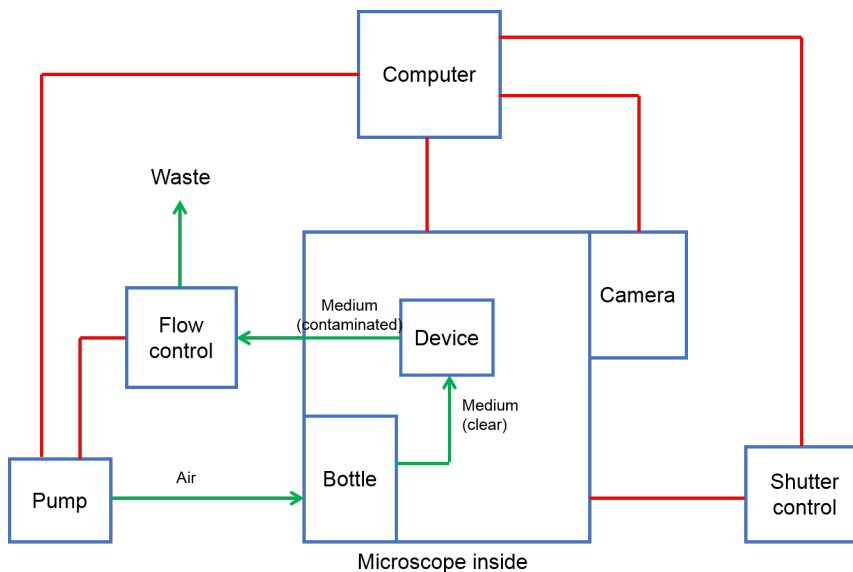 Computer
Waste
Camera
Medium
(contaminated)
Flow
control
Device
Medium
(clear)
Air
Pump
Bottle
Shutter
control
Microscope inside